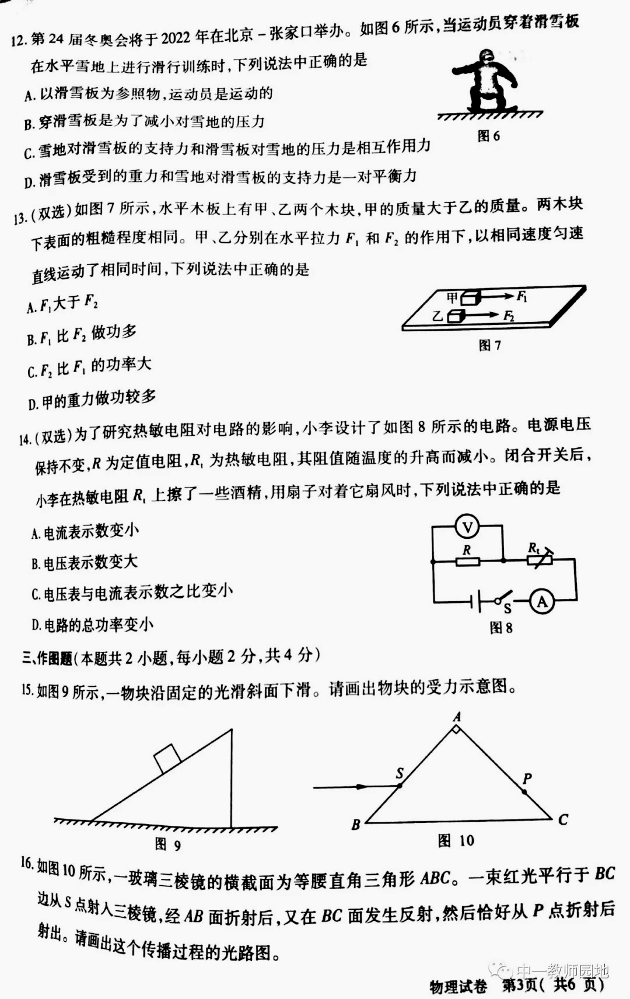 12. 第 24 届冬奥会将于 2022 年在北京－张家口举办。如图 6 所示,当运动员穿着滑雪板
在水平雪地上进行滑行训练时,下列说法中正确的是
A. 以滑雪板为参照物,运动员是运动的
B. 穿滑雪板是为了减小对雪地的压力
C. 雪地对滑雪板的支持力和滑雪板对雪地的压力是相互作用力
D. 滑雪板受到的重力和雪地对滑雪板的支持力是一对平衡力
图 6
13. (双选)如图 7 所示,水平木板上有甲、乙两个木块,甲的质量大于乙的质量。两木块
下表面的粗糙程度相同。甲、乙分别在水平拉力 F₁ 和 F₂ 的作用下,以相同速度匀速
直线运动了相同时间,下列说法中正确的是
A. F₁大于 F₂
B. F₁ 比 F₂ 做功多
C. F₂ 比 F₁ 的功率大
D. 甲的重力做功较多
甲 F₁
乙 F₂
图 7
14. (双选)为了研究热敏电阻对电路的影响,小李设计了如图 8 所示的电路。电源电压
保持不变,R 为定值电阻,Rₜ 为热敏电阻,其阻值随温度的升高而减小。闭合开关后,
小李在热敏电阻 Rₜ 上擦了一些酒精,用扇子对着它扇风时,下列说法中正确的是
A. 电流表示数变小
B. 电压表示数变大
C. 电压表与电流表示数之比变小
D. 电路的总功率变小
V
R Rₜ
S A
图 8
三、作图题(本题共 2 小题,每小题 2 分,共 4 分)
15. 如图 9 所示,一物块沿固定的光滑斜面下滑。请画出物块的受力示意图。
A
S P
B C
图 9
图 10
16. 如图 10 所示,一玻璃三棱镜的横截面为等腰直角三角形 ABC。一束红光平行于 BC
边从 S 点射入三棱镜,经 AB 面折射后,又在 BC 面发生反射,然后恰好从 P 点折射后
射出。请画出这个传播过程的光路图。
中一教师园地
物理试卷 第3页( 共6 页)